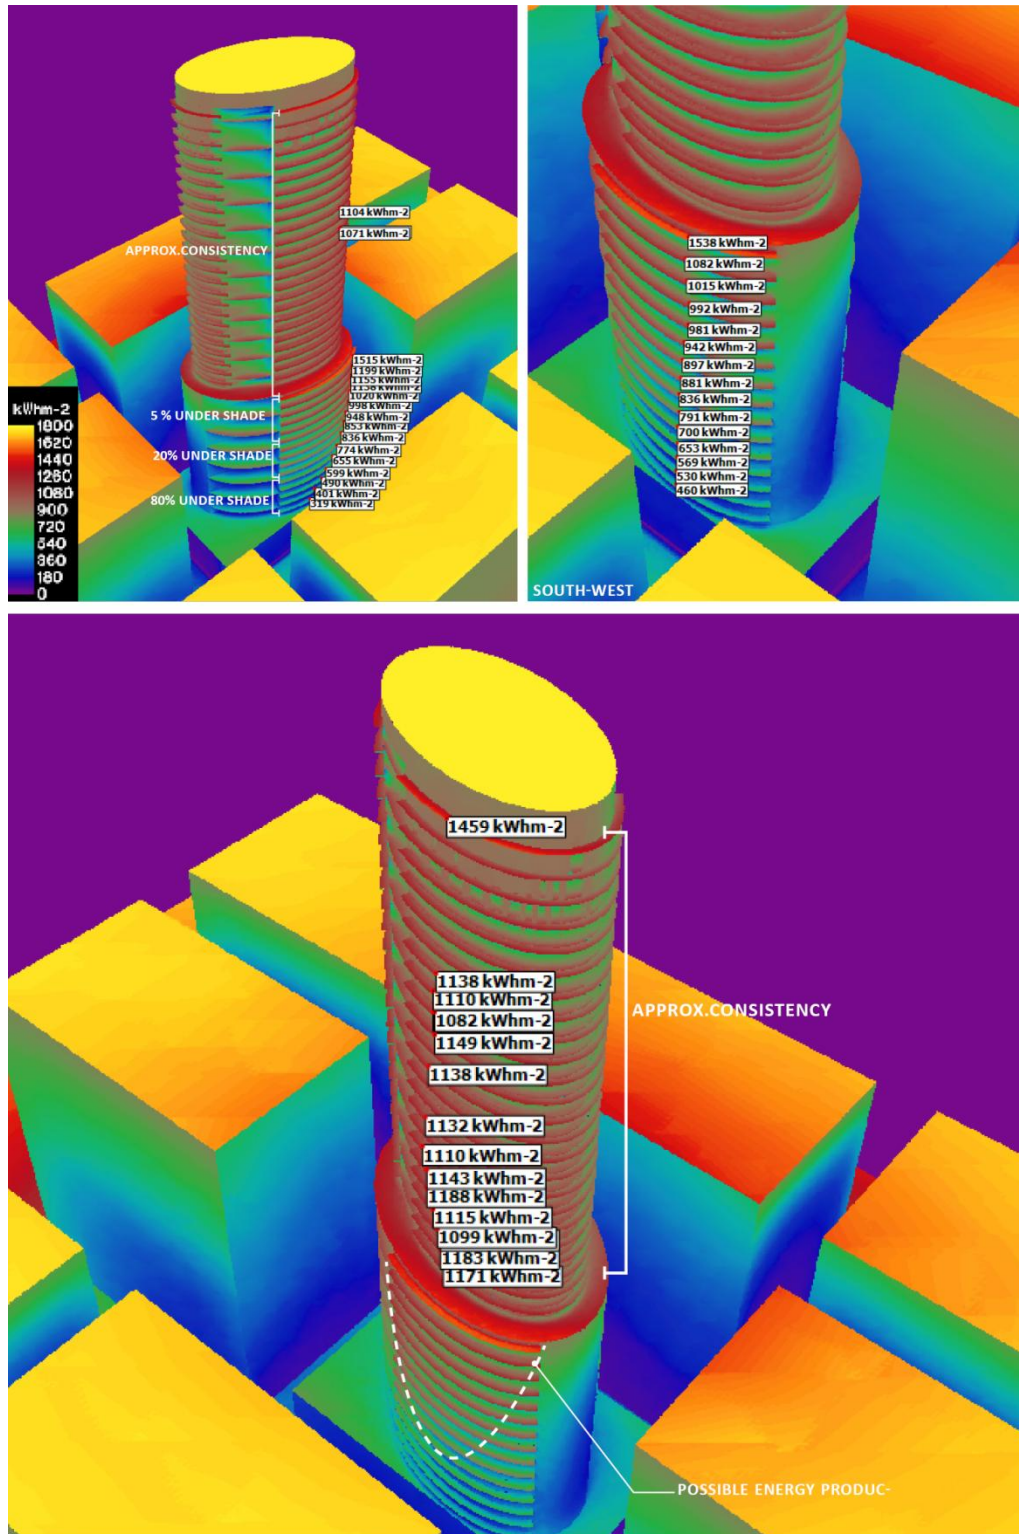 1104 kWhm-2
1071 kWhm-2
APPROX.CONSISTENCY
1515 kWhm-2
1199 kWhm-2
1155 kWhm-2
1138 kWhm-2
1020 kWhm-2
998 kWhm-2
948 kWhm-2
853 kWhm-2
836 kWhm-2
774 kWhm-2
655 kWhm-2
599 kWhm-2
490 kWhm-2
401 kWhm-2
319 kWhm-2
5 % UNDER SHADE
20% UNDER SHADE
80% UNDER SHADE
kWhm-2
1800
1620
1440
1260
1080
900
720
540
360
180
0
1538 kWhm-2
1082 kWhm-2
1015 kWhm-2
992 kWhm-2
981 kWhm-2
942 kWhm-2
897 kWhm-2
881 kWhm-2
836 kWhm-2
791 kWhm-2
700 kWhm-2
653 kWhm-2
569 kWhm-2
530 kWhm-2
460 kWhm-2
SOUTH-WEST
1459 kWhm-2
1138 kWhm-2
1110 kWhm-2
1082 kWhm-2
1149 kWhm-2
1138 kWhm-2
1132 kWhm-2
1110 kWhm-2
1143 kWhm-2
1188 kWhm-2
1115 kWhm-2
1099 kWhm-2
1183 kWhm-2
1171 kWhm-2
APPROX.CONSISTENCY
POSSIBLE ENERGY PRODUC-